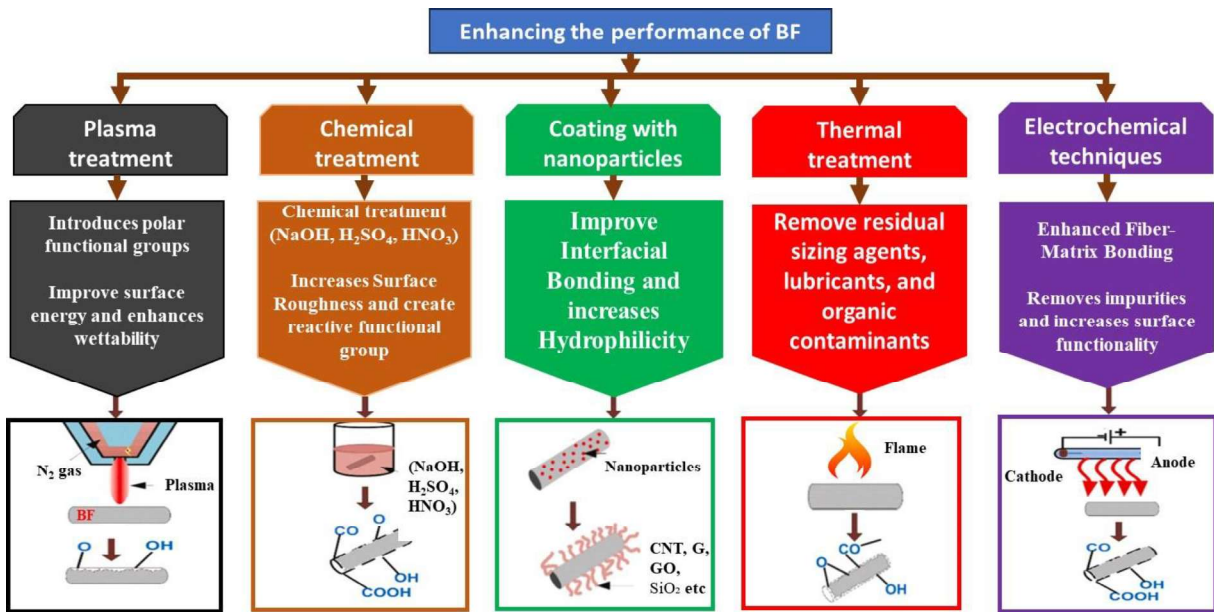 Enhancing the performance of BF
Plasma
treatment
Chemical
treatment
Coating with
nanoparticles
Thermal
treatment
Electrochemical
techniques
Introduces polar
functional groups
Improve surface
energy and enhances
wettability
Chemical treatment
(NaOH, H₂SO₄, HNO₃)
Increases Surface
Roughness and create
reactive functional
group
Improve
Interfacial
Bonding and
increases
Hydrophilicity
Remove residual
sizing agents,
lubricants, and
organic
contaminants
Enhanced Fiber-
Matrix Bonding
Removes impurities
and increases surface
functionality
N₂ gas
Plasma
BF
O
OH
(NaOH,
H₂SO₄,
HNO₃)
CO
O
OH
COOH
Nanoparticles
CNT, G,
GO,
SiO₂ etc
Flame
CO
O
OH
- +
Cathode
Anode
CO
O
OH
COOH